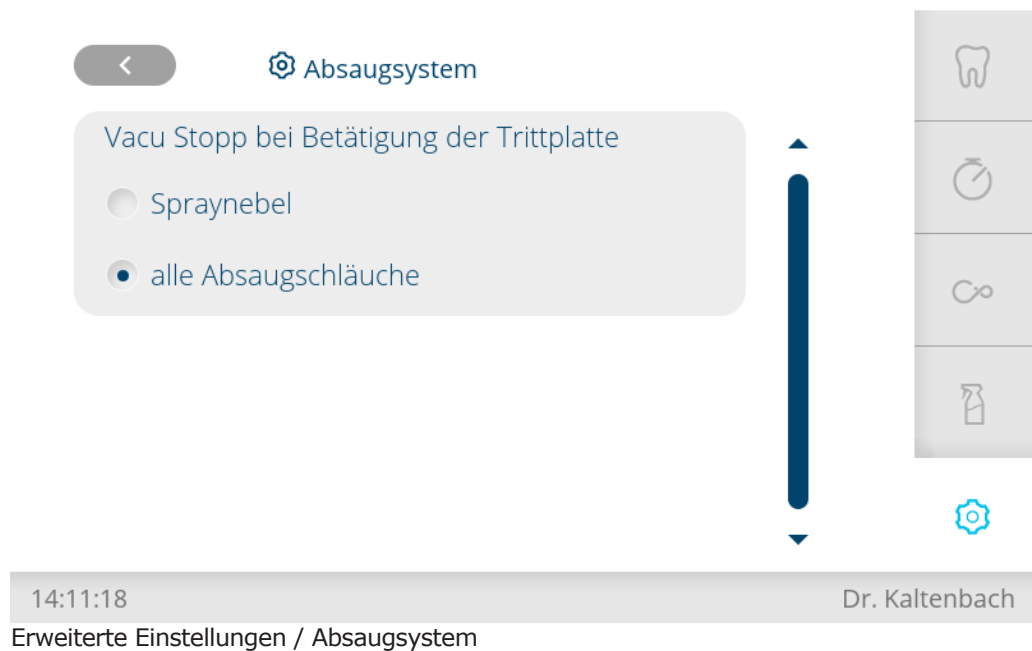 Absaugsystem
Vacu Stopp bei Betätigung der Trittplatte
Spraynebel
alle Absaugschläuche
14:11:18 Dr. Kaltenbach
Erweiterte Einstellungen / Absaugsystem